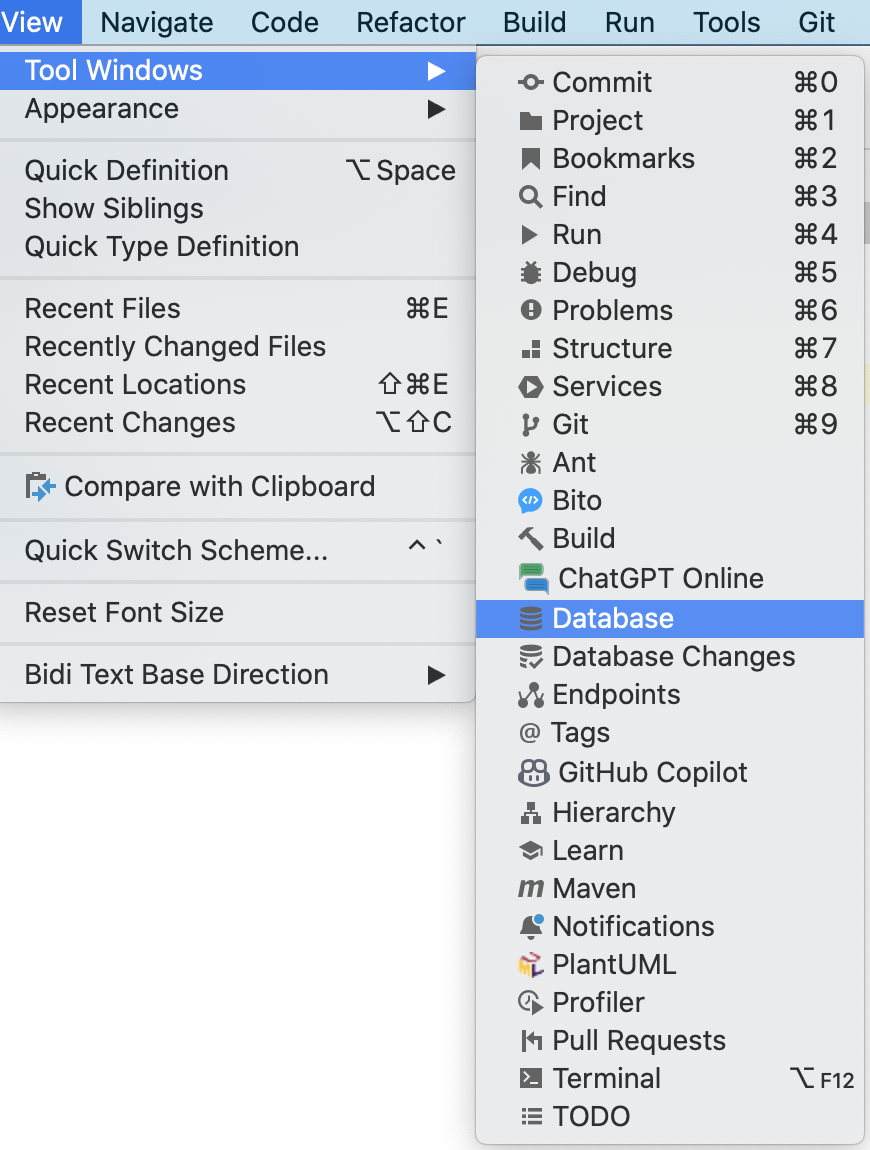 View Navigate Code Refactor Build Run Tools Git
Tool Windows ▶
Appearance ▶
Quick Definition ⌥ Space
Show Siblings
Quick Type Definition
Recent Files ⌘E
Recently Changed Files
Recent Locations ⇧⌘E
Recent Changes ⌥⇧C
Compare with Clipboard
Quick Switch Scheme... ^ `
Reset Font Size
Bidi Text Base Direction ▶
Commit ⌘0
Project ⌘1
Bookmarks ⌘2
Find ⌘3
Run ⌘4
Debug ⌘5
Problems ⌘6
Structure ⌘7
Services ⌘8
Git ⌘9
Ant
Bito
Build
ChatGPT Online
Database
Database Changes
Endpoints
@ Tags
GitHub Copilot
Hierarchy
Learn
m Maven
Notifications
PlantUML
Profiler
Pull Requests
Terminal ⌥ F12
TODO